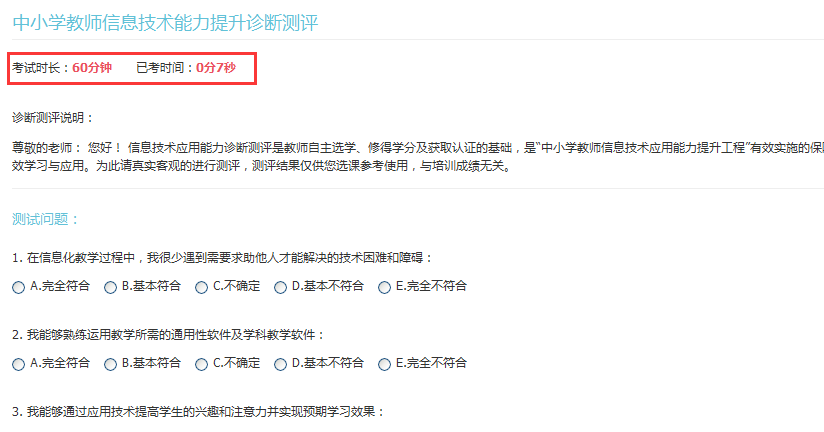 中小学教师信息技术能力提升诊断测评
考试时长：60分钟 已考时间：0分7秒
诊断测评说明：
尊敬的老师： 您好！ 信息技术应用能力诊断测评是教师自主选学、修得学分及获取认证的基础，是“中小学教师信息技术应用能力提升工程”有效实施的保
效学习与应用。为此请真实客观的进行测评，测评结果仅供您选课参考使用，与培训成绩无关。
测试问题：
1. 在信息化教学过程中，我很少遇到需要求助他人才能解决的技术困难和障碍：
A.完全符合 B.基本符合 C.不确定 D.基本不符合 E.完全不符合
2. 我能够熟练运用教学所需的通用性软件及学科教学软件：
A.完全符合 B.基本符合 C.不确定 D.基本不符合 E.完全不符合
3. 我能够通过应用技术提高学生的兴趣和注意力并实现预期学习效果：